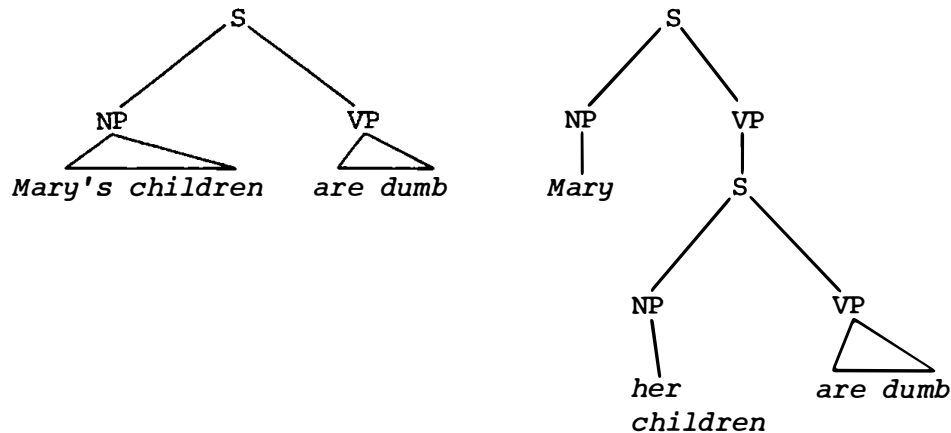 S
NP VP
Mary's children are dumb
S
NP VP
Mary
S
NP VP
her
children
are dumb